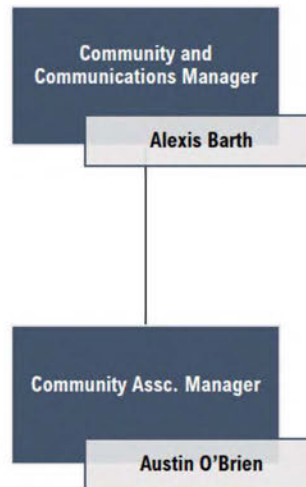 Community and
Communications Manager
Alexis Barth
Community Assc. Manager
Austin O'Brien